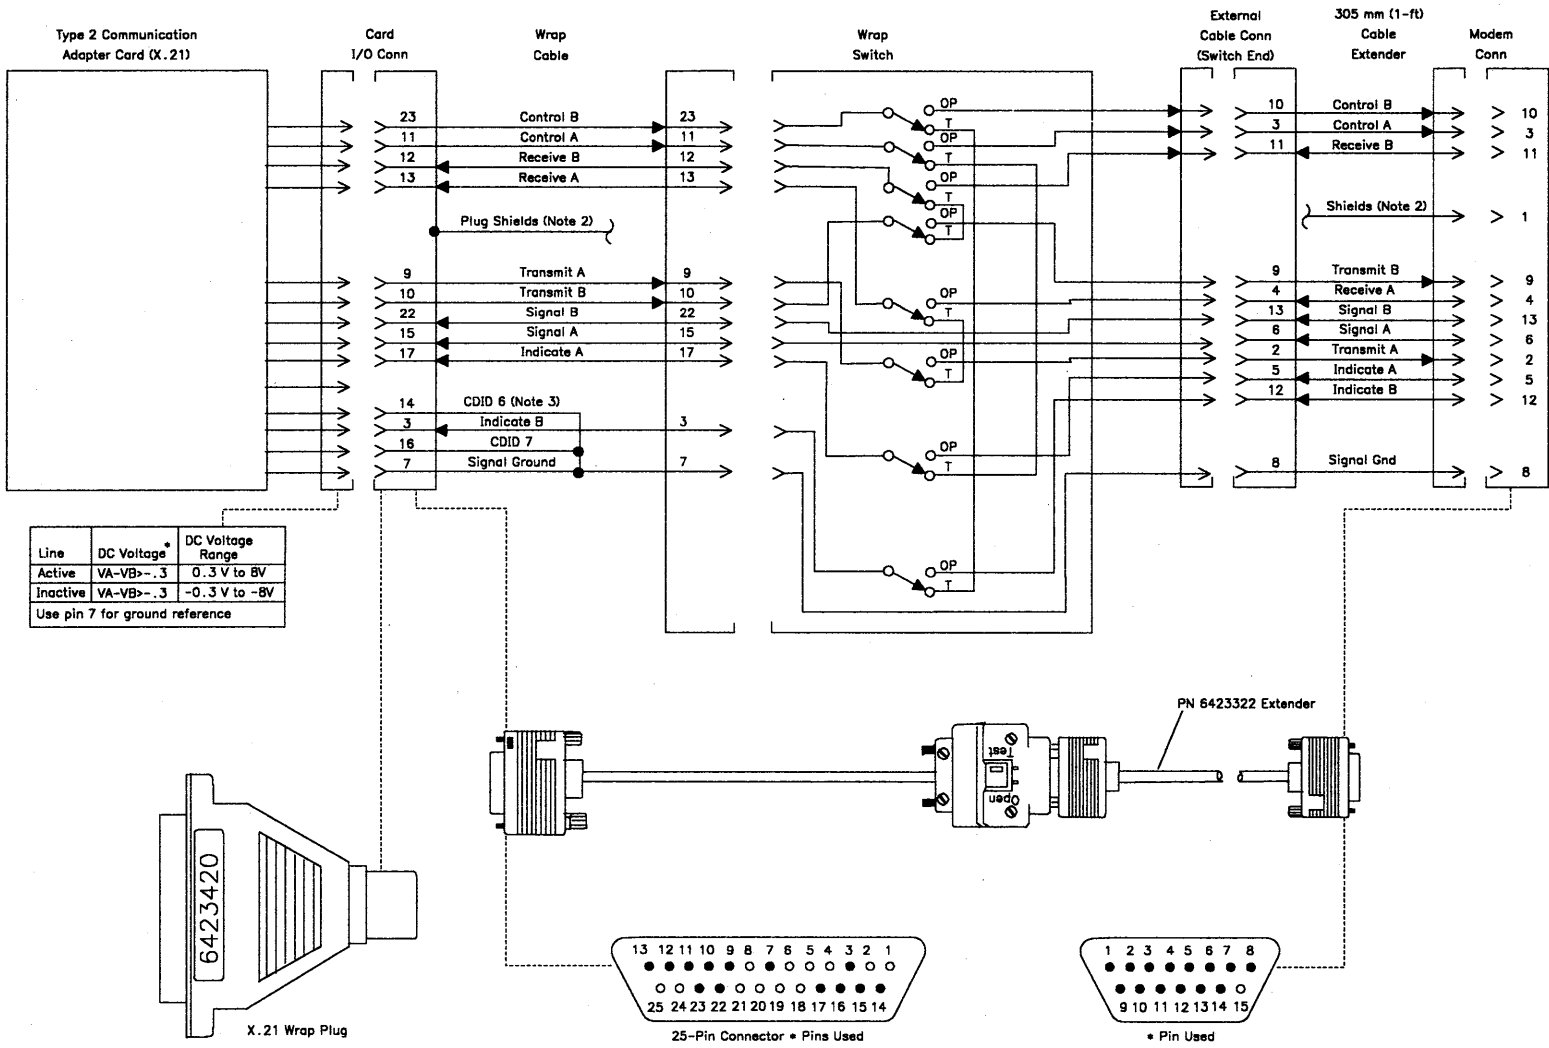 Type 2 Communication
Adapter Card (X.21)
Card
I/O Conn
Wrap
Cable
Wrap
Switch
External
Cable Conn
(Switch End)
305 mm (1-ft)
Cable
Extender
Modem
Conn
23 Control B 23
11 Control A 11
12 Receive B 12
13 Receive A 13
Plug Shields (Note 2)
9 Transmit A 9
10 Transmit B 10
22 Signal B 22
15 Signal A 15
17 Indicate A 17
14 CDID 6 (Note 3)
3 Indicate B 3
16 CDID 7
7 Signal Ground 7
OP
T
OP
T
OP
T
OP
T
OP
T
OP
T
OP
T
OP
T
10 Control B 10
3 Control A 3
11 Receive B 11
Shields (Note 2) 1
9 Transmit B 9
4 Receive A 4
13 Signal B 13
6 Signal A 6
2 Transmit A 2
5 Indicate A 5
12 Indicate B 12
8 Signal Gnd 8
Line DC Voltage* DC Voltage Range
Active VA-VB>-.3 0.3 V to 8V
Inactive VA-VB>-.3 -0.3 V to -8V
Use pin 7 for ground reference
PN 6423322 Extender
Test
Open
6423420
X.21 Wrap Plug
13 12 11 10 9 8 7 6 5 4 3 2 1
25 24 23 22 21 20 19 18 17 16 15 14
25-Pin Connector • Pins Used
1 2 3 4 5 6 7 8
9 10 11 12 13 14 15
• Pin Used